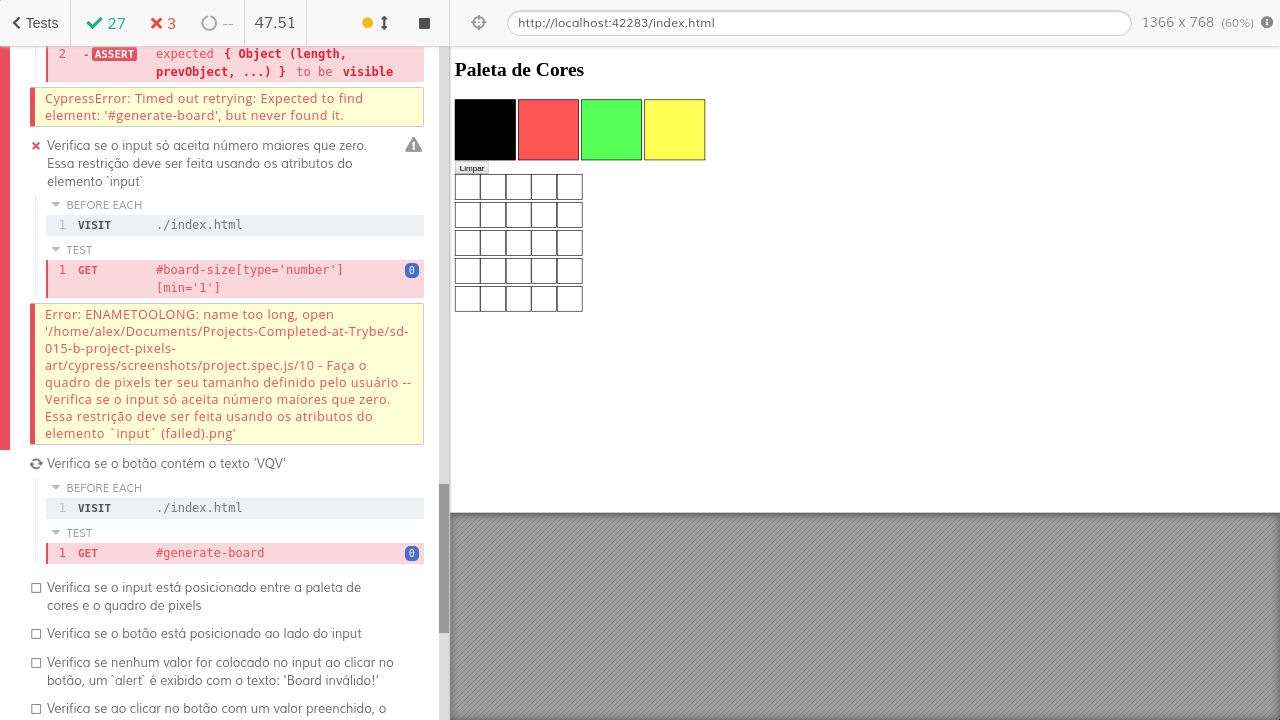 Tests
27
3
--
47.51
http://localhost:42283/index.html
1366 x 768 (60%)
2 - ASSERT expected { Object (length,
prevObject, ...) } to be visible
CypressError: Timed out retrying: Expected to find
element: '#generate-board', but never found it.
Verifica se o input só aceita número maiores que zero.
Essa restrição deve ser feita usando os atributos do
elemento `input`
BEFORE EACH
1 VISIT ./index.html
TEST
1 GET #board-size[type='number']
[min='1']
0
Error: ENAMETOOLONG: name too long, open
'/home/alex/Documents/Projects-Completed-at-Trybe/sd-
015-b-project-pixels-
art/cypress/screenshots/project.spec.js/10 - Faça o
quadro de pixels ter seu tamanho definido pelo usuário --
Verifica se o input só aceita número maiores que zero.
Essa restrição deve ser feita usando os atributos do
elemento `input` (failed).png'
Verifica se o botão contém o texto 'VQV'
BEFORE EACH
1 VISIT ./index.html
TEST
1 GET #generate-board 0
Verifica se o input está posicionado entre a paleta de
cores e o quadro de pixels
Verifica se o botão está posicionado ao lado do input
Verifica se nenhum valor for colocado no input ao clicar no
botão, um `alert` é exibido com o texto: 'Board inválido!'
Verifica se ao clicar no botão com um valor preenchido, o
Paleta de Cores
Limpar